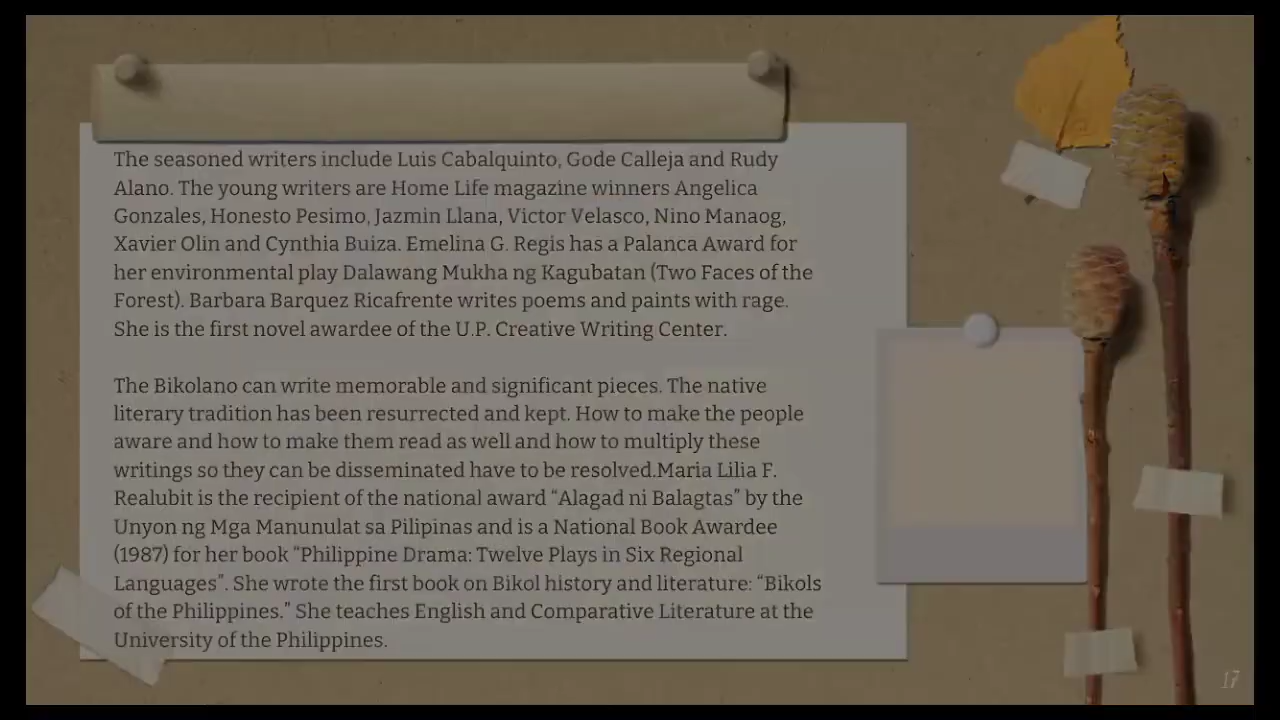 The seasoned writers include Luis Cabalquinto, Gode Calleja and Rudy
Alano. The young writers are Home Life magazine winners Angelica
Gonzales, Honesto Pesimo, Jazmin Llana, Victor Velasco, Nino Manaog,
Xavier Olin and Cynthia Buiza. Emelina G. Regis has a Palanca Award for
her environmental play Dalawang Mukha ng Kagubatan (Two Faces of the
Forest). Barbara Barquez Ricafrente writes poems and paints with rage.
She is the first novel awardee of the U.P. Creative Writing Center.
The Bikolano can write memorable and significant pieces. The native
literary tradition has been resurrected and kept. How to make the people
aware and how to make them read as well and how to multiply these
writings so they can be disseminated have to be resolved.Maria Lilia F.
Realubit is the recipient of the national award “Alagad ni Balagtas” by the
Unyon ng Mga Manunulat sa Pilipinas and is a National Book Awardee
(1987) for her book “Philippine Drama: Twelve Plays in Six Regional
Languages”. She wrote the first book on Bikol history and literature: “Bikols
of the Philippines.” She teaches English and Comparative Literature at the
University of the Philippines.
17